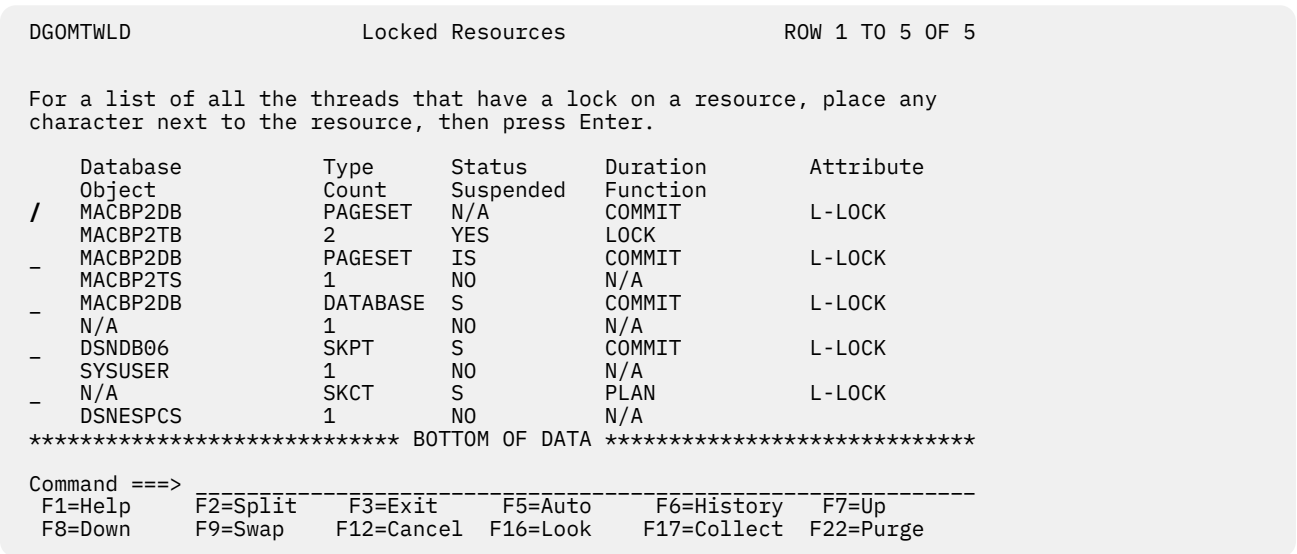 DGOMTWLD                  Locked Resources                 ROW 1 TO 5 OF 5
For a list of all the threads that have a lock on a resource, place any
character next to the resource, then press Enter.
    Database           Type      Status      Duration        Attribute
    Object             Count     Suspended   Function
/   MACBP2DB           PAGESET   N/A         COMMIT          L-LOCK
    MACBP2TB           2         YES         LOCK
_   MACBP2DB           PAGESET   IS          COMMIT          L-LOCK
    MACBP2TS           1         NO          N/A
_   MACBP2DB           DATABASE  S           COMMIT          L-LOCK
    N/A                1         NO          N/A
_   DSNDB06            SKPT      S           COMMIT          L-LOCK
    SYSUSER            1         NO          N/A
_   N/A                SKCT      S           PLAN            L-LOCK
    DSNESPCS           1         NO          N/A
***************************** BOTTOM OF DATA *****************************
Command ===> _____________________________________________________________
 F1=Help     F2=Split    F3=Exit     F5=Auto     F6=History   F7=Up
 F8=Down     F9=Swap    F12=Cancel  F16=Look    F17=Collect  F22=Purge